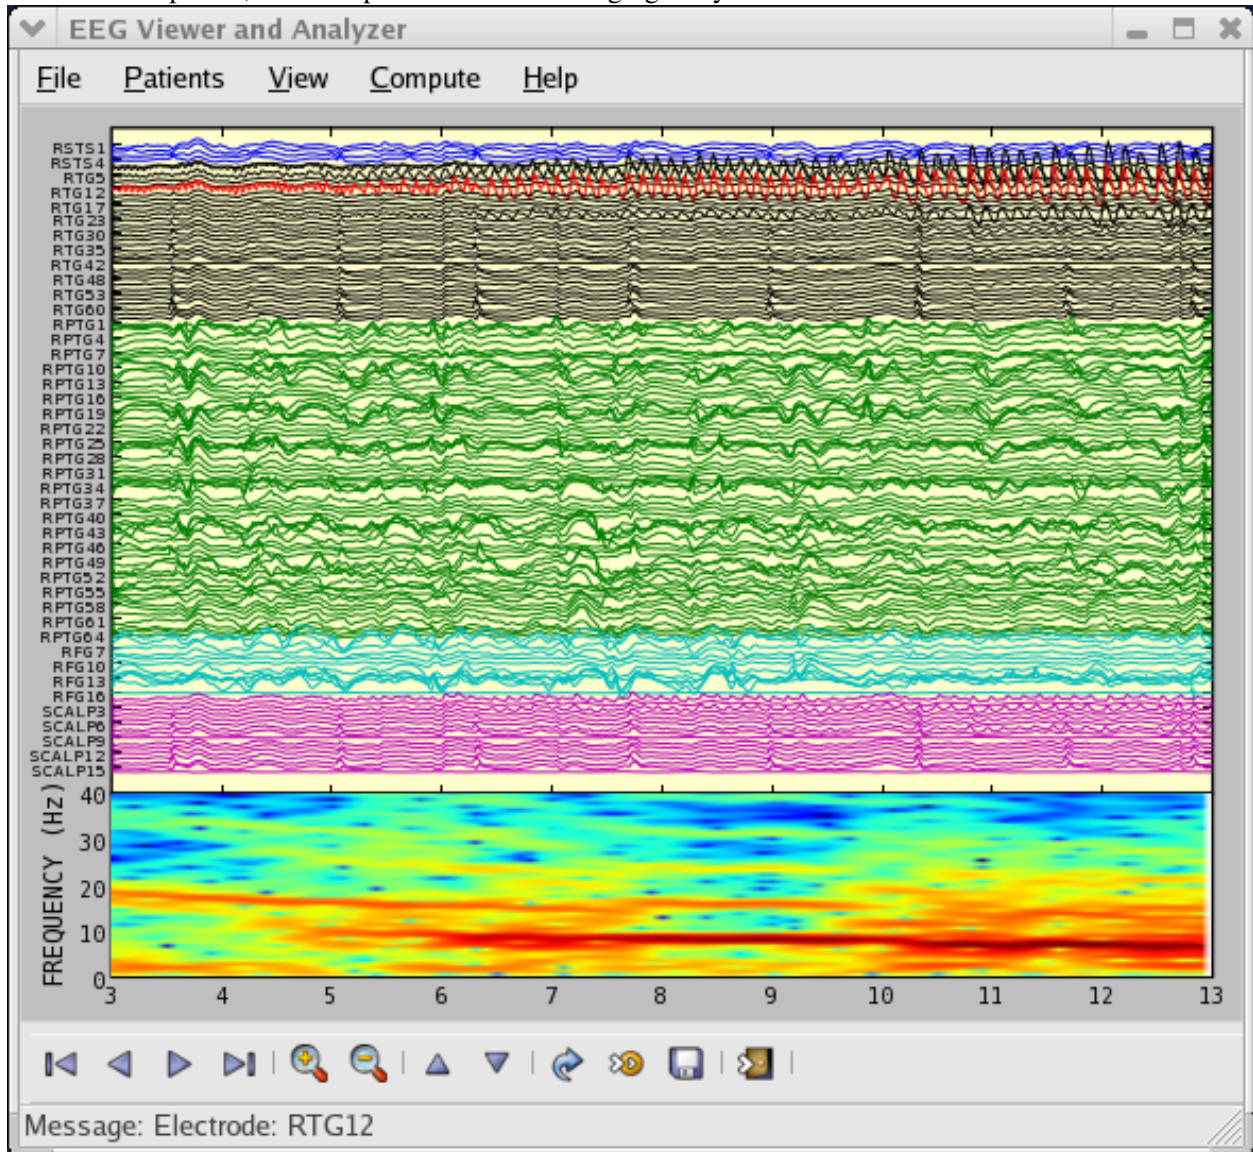 EEG Viewer and Analyzer
File Patients View Compute Help
RSTS1
RSTS4
RTG5
RTG12
RTG17
RTG23
RTG30
RTG35
RTG42
RTG48
RTG53
RTG60
RPTG1
RPTG4
RPTG7
RPTG10
RPTG13
RPTG16
RPTG19
RPTG22
RPTG25
RPTG28
RPTG31
RPTG34
RPTG37
RPTG40
RPTG43
RPTG46
RPTG49
RPTG52
RPTG55
RPTG58
RPTG61
RPTG64
RFG7
RFG10
RFG13
RFG16
SCALP3
SCALP6
SCALP9
SCALP12
SCALP15
FREQUENCY (Hz)
40
30
20
10
0
3 4 5 6 7 8 9 10 11 12 13
Message: Electrode: RTG12